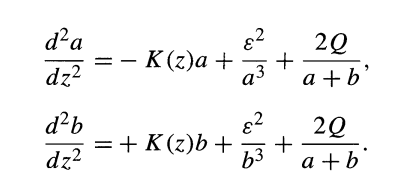 d²a/dz² = − K(z)a + ε²/a³ + 2Q/(a + b),
d²b/dz² = + K(z)b + ε²/b³ + 2Q/(a + b).